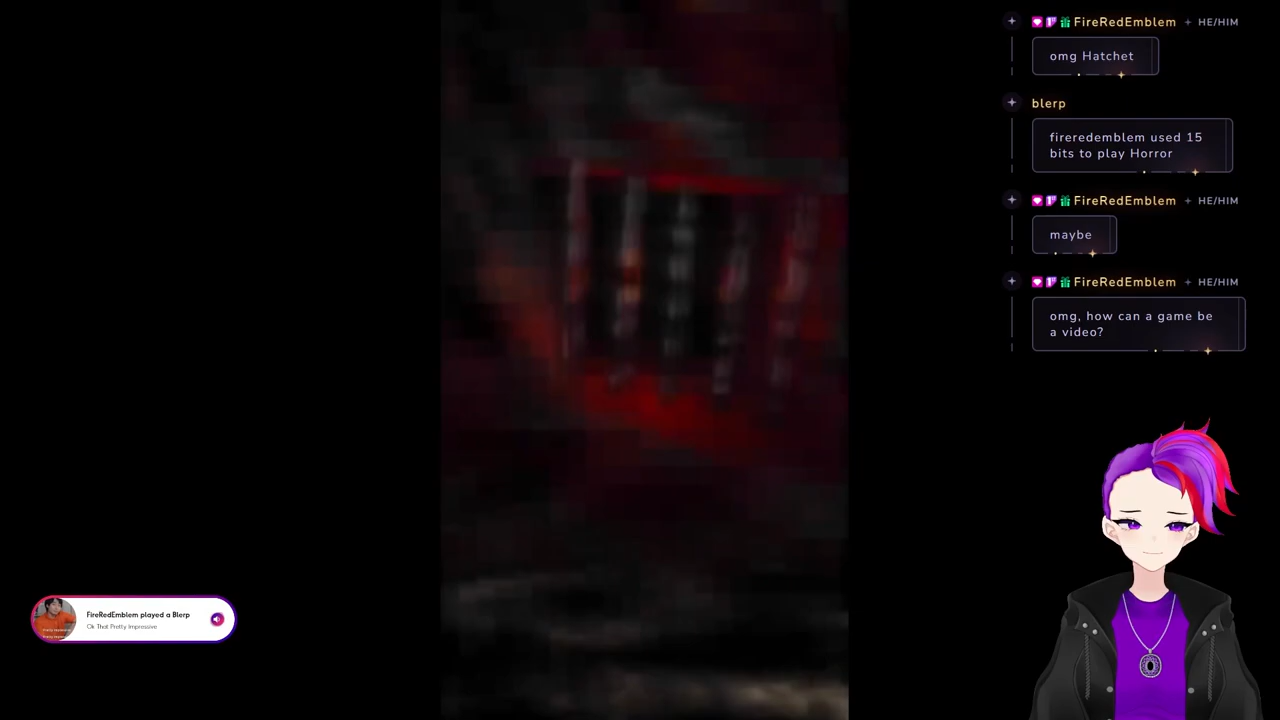 FireRedEmblem HE/HIM
omg Hatchet
blerp
fireredemblem used 15
bits to play Horror
FireRedEmblem HE/HIM
maybe
FireRedEmblem HE/HIM
omg, how can a game be
a video?
FireRedEmblem played a Blerp
Ok That Pretty Impressive